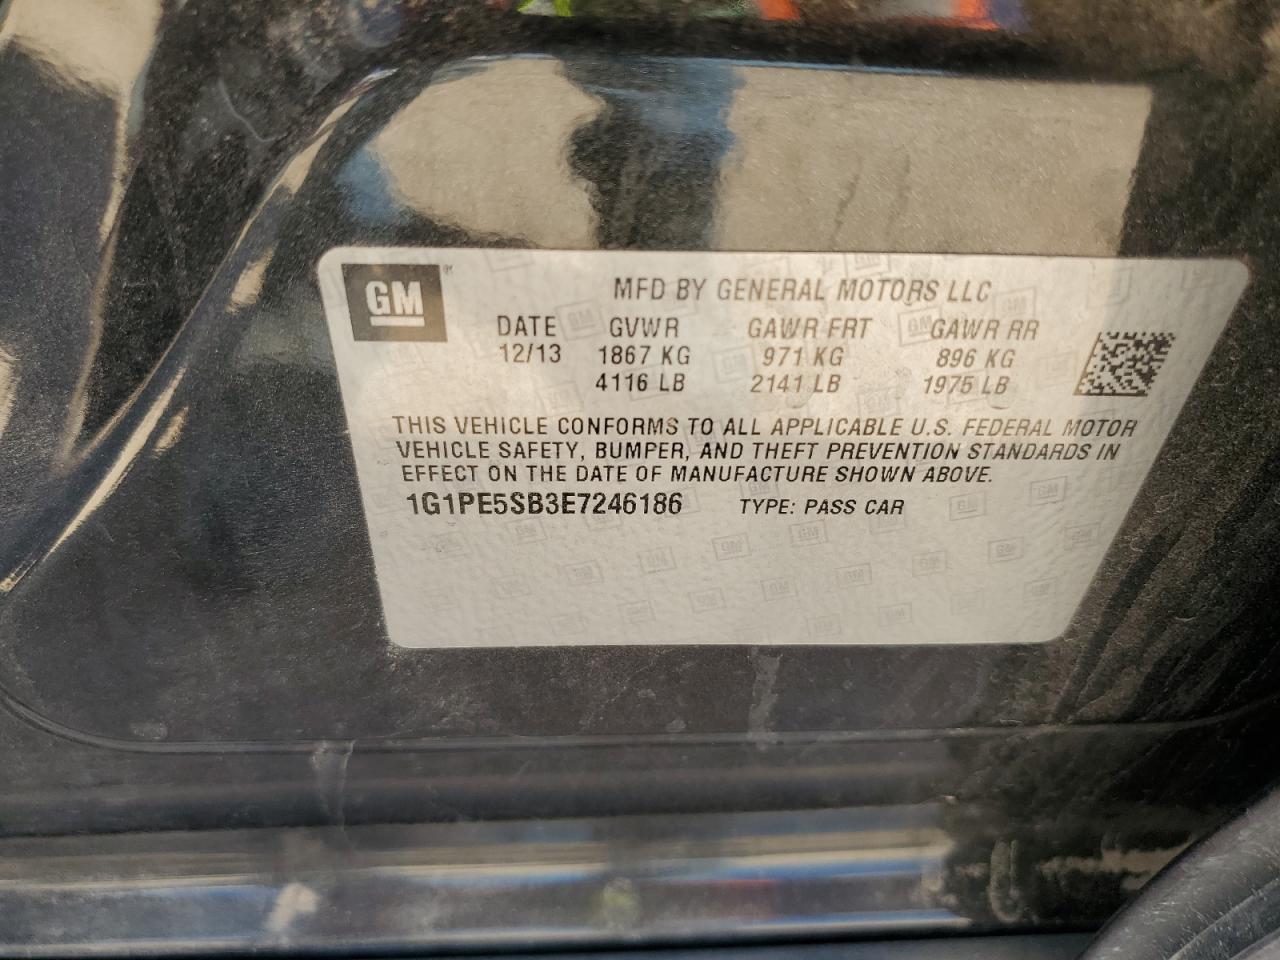 GM
MFD BY GENERAL MOTORS LLC
DATE GVWR GAWR FRT GAWR RR
12/13 1867 KG 971 KG 896 KG
4116 LB 2141 LB 1975 LB
THIS VEHICLE CONFORMS TO ALL APPLICABLE U.S. FEDERAL MOTOR
VEHICLE SAFETY, BUMPER, AND THEFT PREVENTION STANDARDS IN
EFFECT ON THE DATE OF MANUFACTURE SHOWN ABOVE.
1G1PE5SB3E7246186 TYPE: PASS CAR